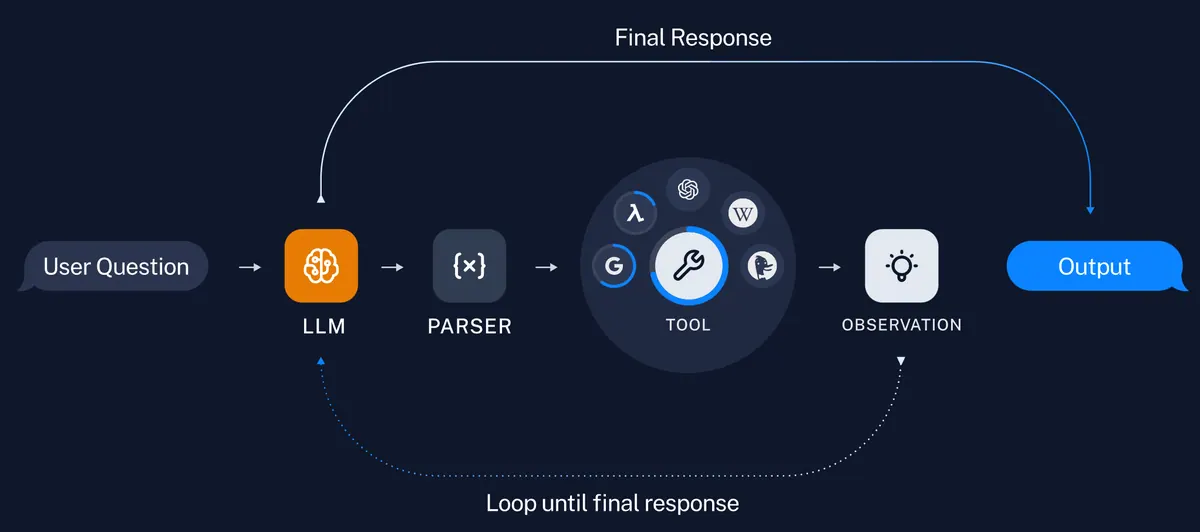 Final Response
User Question
LLM
{x}
PARSER
G
λ
W
TOOL
OBSERVATION
Output
Loop until final response